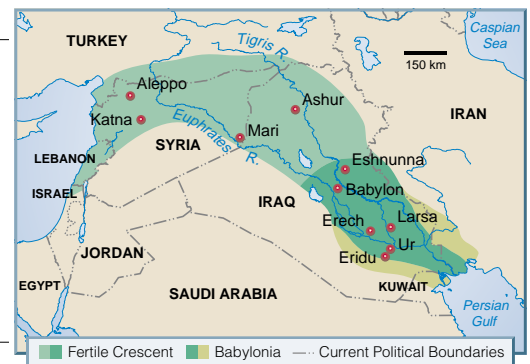 TURKEY
Tigris R.
Caspian
Sea
150 km
Aleppo
Ashur
IRAN
Katna
Euphrates R.
Mari
SYRIA
LEBANON
Eshnunna
ISRAEL
Babylon
IRAQ
Larsa
Erech
Ur
JORDAN
Eridu
EGYPT
KUWAIT
SAUDI ARABIA
Persian
Gulf
Fertile Crescent Babylonia Current Political Boundaries